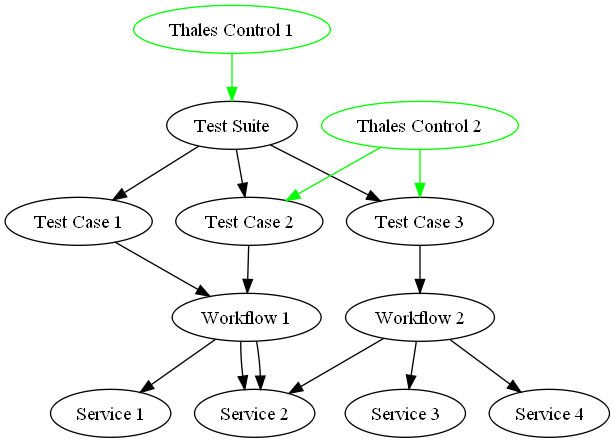 Thales Control 1
Test Suite
Thales Control 2
Test Case 1
Test Case 2
Test Case 3
Workflow 1
Workflow 2
Service 1
Service 2
Service 3
Service 4